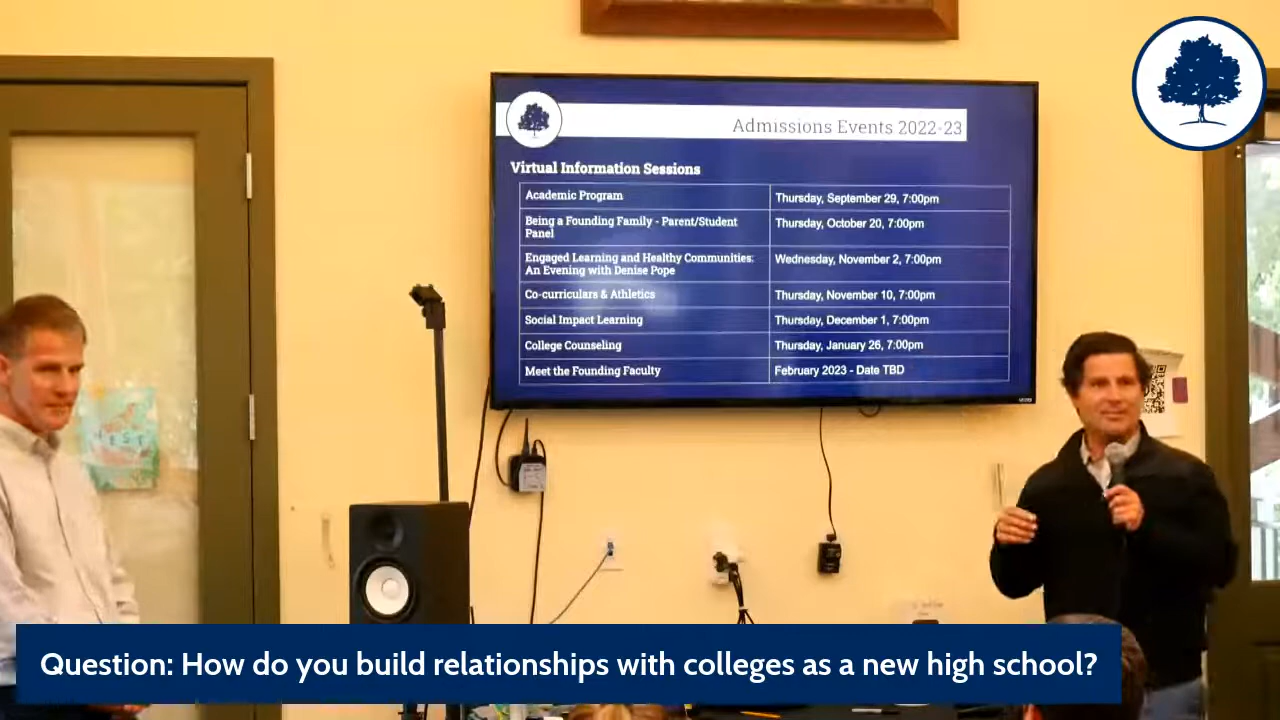 Admissions Events 2022-23
Virtual Information Sessions
Academic Program
Thursday, September 29, 7:00pm
Being a Founding Family - Parent/Student
Panel
Thursday, October 20, 7:00pm
Engaged Learning and Healthy Communities:
An Evening with Denise Pope
Wednesday, November 2, 7:00pm
Co-curriculars & Athletics
Thursday, November 10, 7:00pm
Social Impact Learning
Thursday, December 1, 7:00pm
College Counseling
Thursday, January 26, 7:00pm
Meet the Founding Faculty
February 2023 - Date TBD
Question: How do you build relationships with colleges as a new high school?